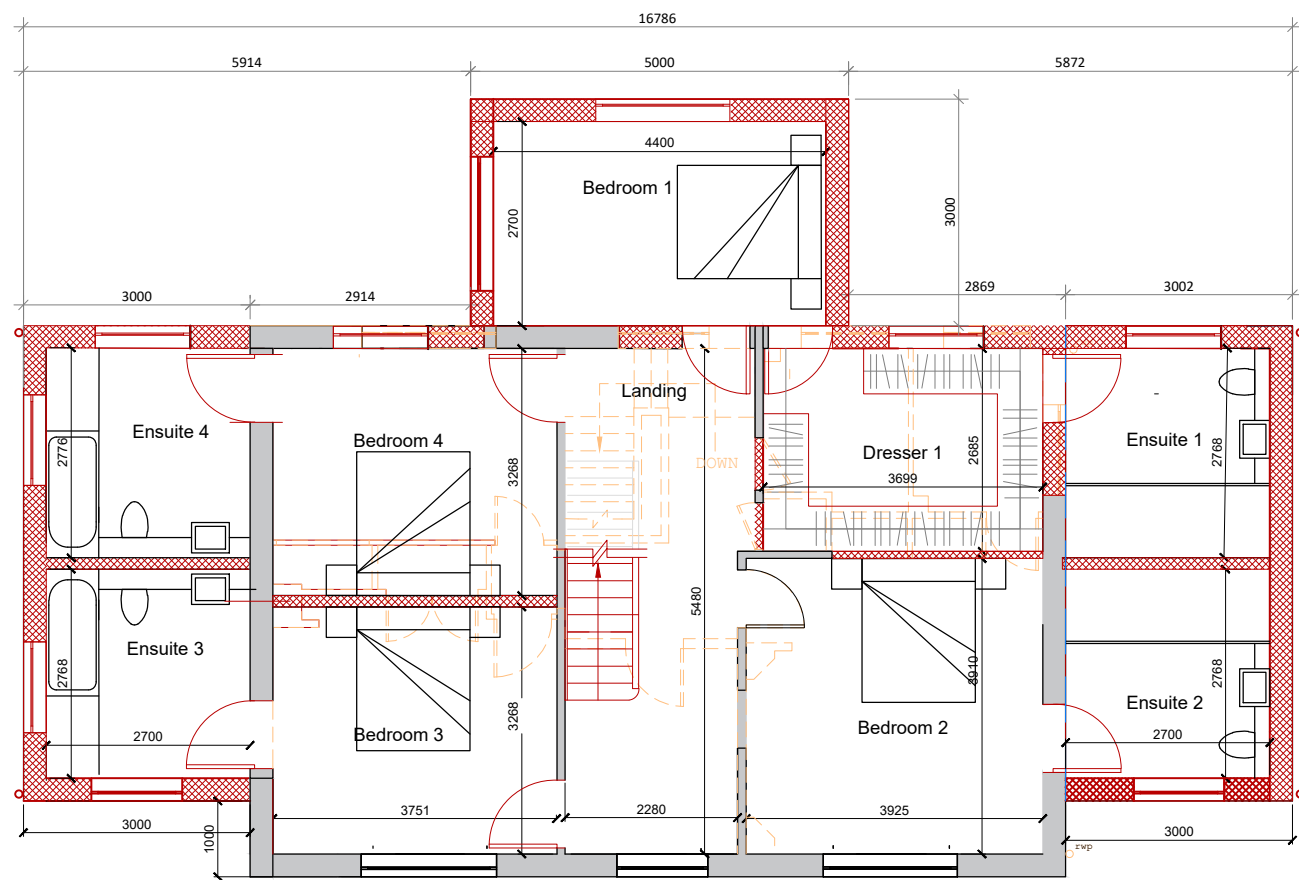 16786
5914
5000
5872
4400
Bedroom 1
2700
3000
3000
2914
2869
3002
Landing
Ensuite 4
Bedroom 4
Dresser 1
Ensuite 1
2776
3268
DOWN
2685
2768
3699
5480
Ensuite 3
2768
3268
Bedroom 3
3910
Bedroom 2
2768
Ensuite 2
2700
2700
3751
2280
3925
3000
1000
3000
rwp